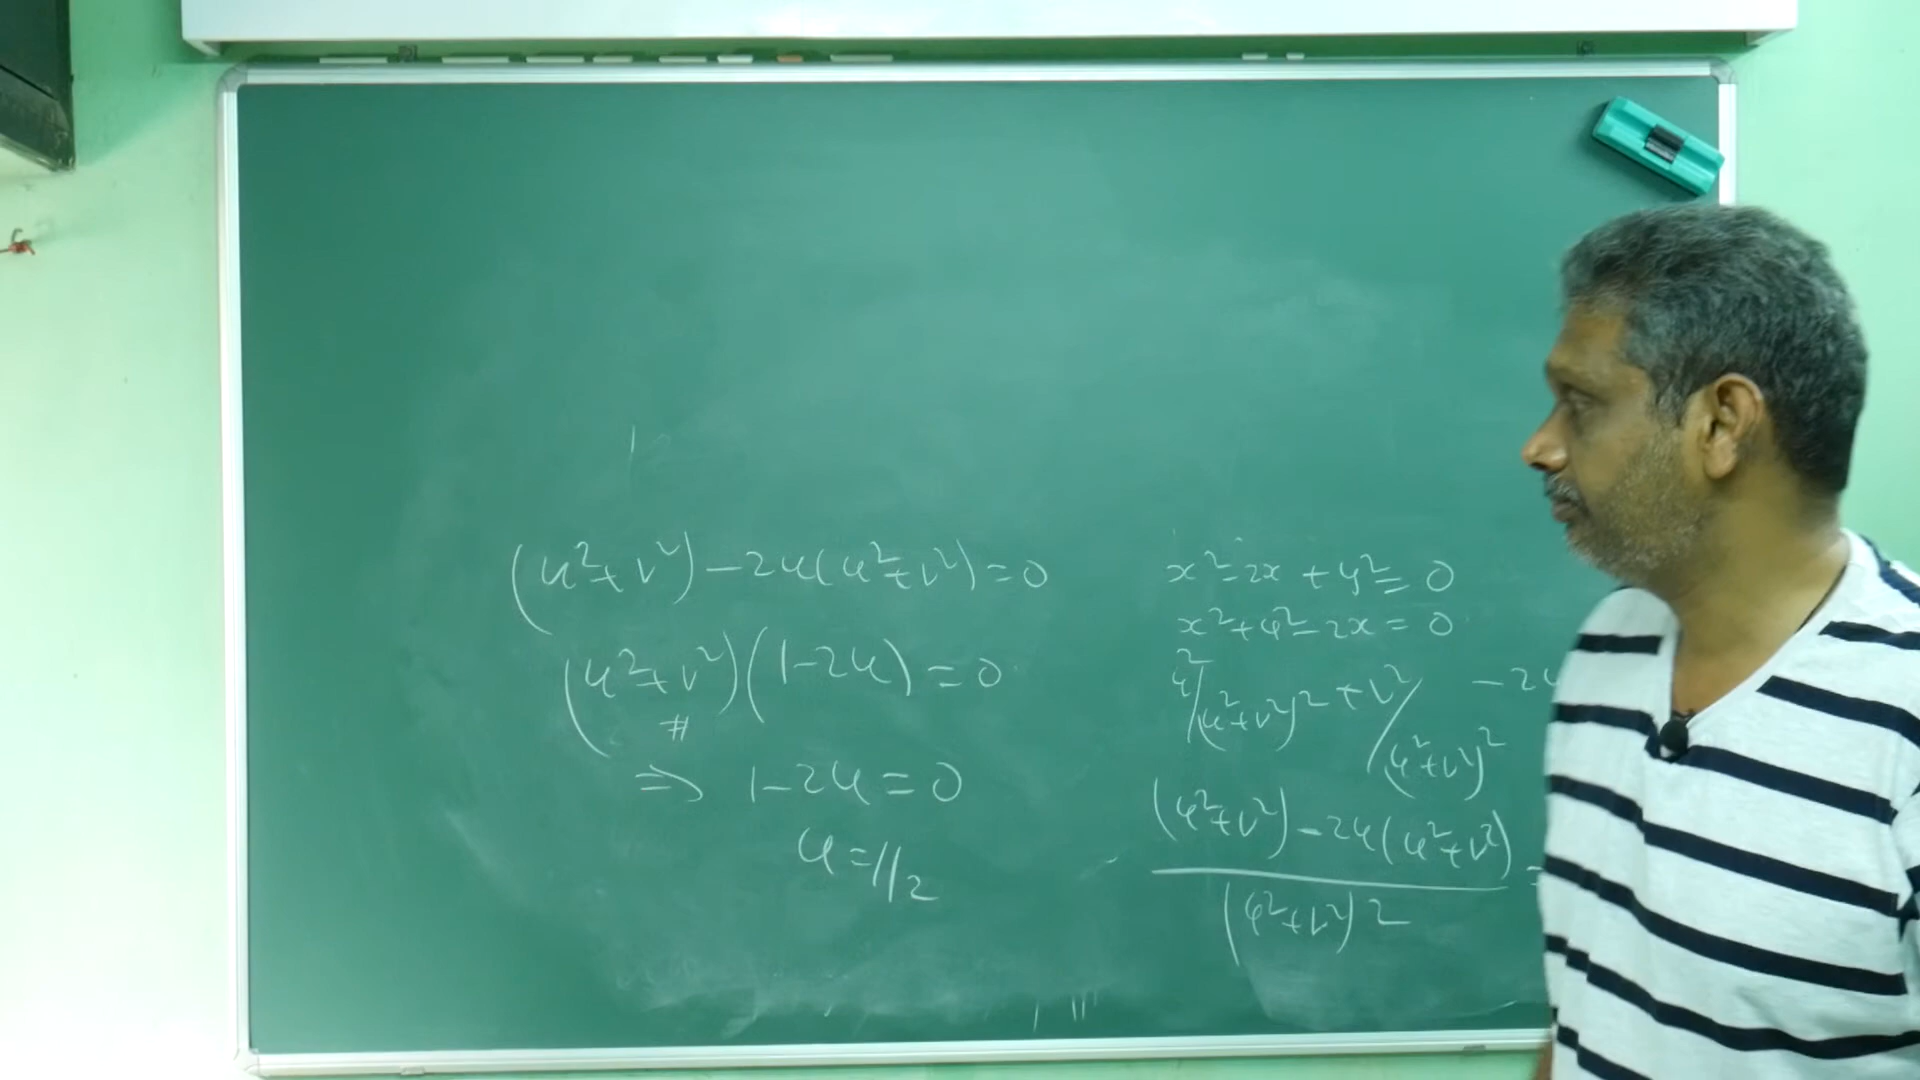 (u²+v²)-2u(u²+v²)=0
(u²+v²)(1-2u)=0
≠
⇒ 1-2u=0
u=1/2
x²-2x+y²=0
x²+y²-2x=0
u²/(u²+v²)²+v²/(u²+v²)² -2u
(u²+v²)-2u(u²+v²)
(u²+v²)²